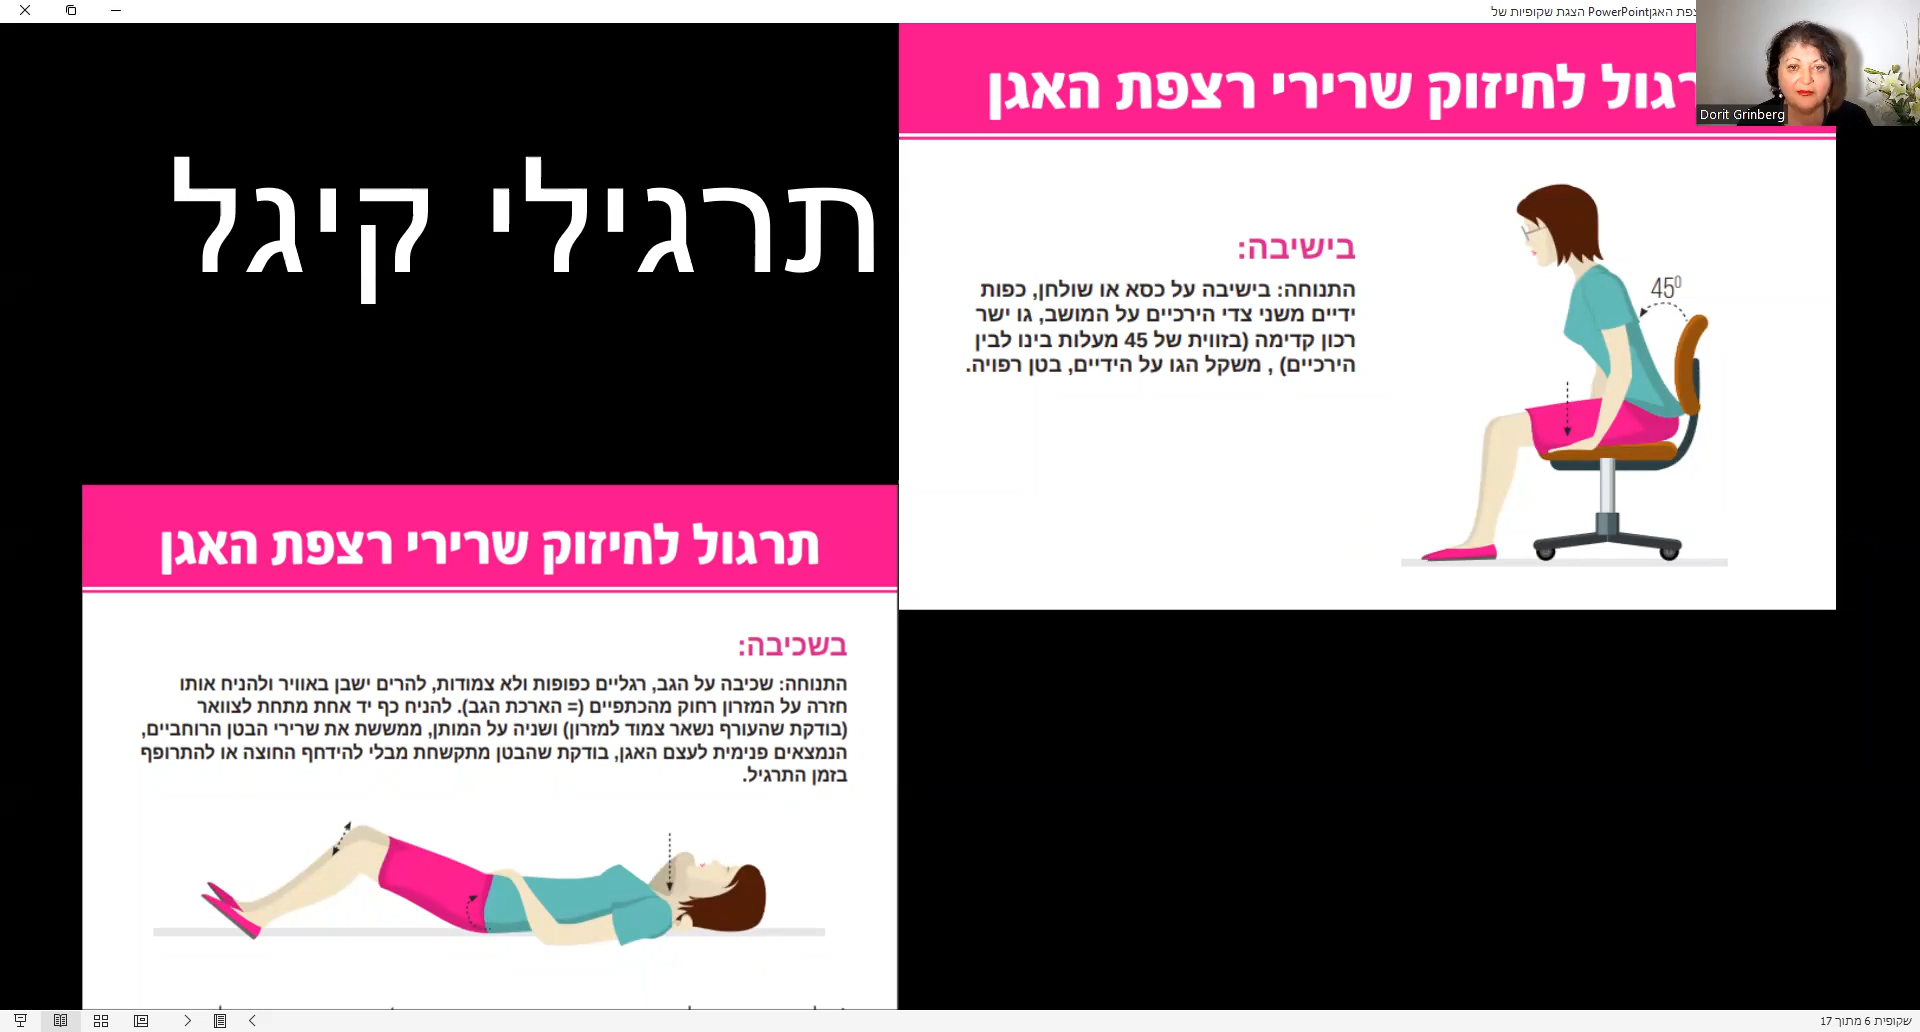 הצגת שקופיות של PowerPoint
Dorit Grinberg
תרגילי קיגל
לחיזוק שרירי רצפת האגן
בישיבה:
התנוחה: בישיבה על כסא או שולחן, כפות
ידיים משני צדי הירכיים על המושב, גו ישר
רכון קדימה (בזווית של 45 מעלות בינו לבין
הירכיים) , משקל הגו על הידיים, בטן רפויה.
45⁰
תרגול לחיזוק שרירי רצפת האגן
בשכיבה:
התנוחה: שכיבה על הגב, רגליים כפופות ולא צמודות, להרים ישבן באוויר ולהניח אותו
חזרה על המזרון רחוק מהכתפיים (= הארכת הגב). להניח כף יד אחת מתחת לצוואר
(בודקת שהעורף נשאר צמוד למזרון) ושניה על המותן, ממששת את שרירי הבטן הרוחביים,
הנמצאים פנימית לעצם האגן, בודקת שהבטן מתקשחת מבלי להידחף החוצה או להתרופף
בזמן התרגיל.
שקופית 6 מתוך 17